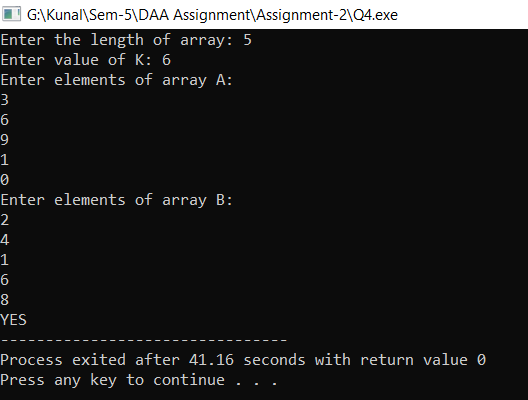 G:\Kunal\Sem-5\DAA Assignment\Assignment-2\Q4.exe
Enter the length of array: 5
Enter value of K: 6
Enter elements of array A:
3
6
9
1
0
Enter elements of array B:
2
4
1
6
8
YES
--------------------------------
Process exited after 41.16 seconds with return value 0
Press any key to continue . . .